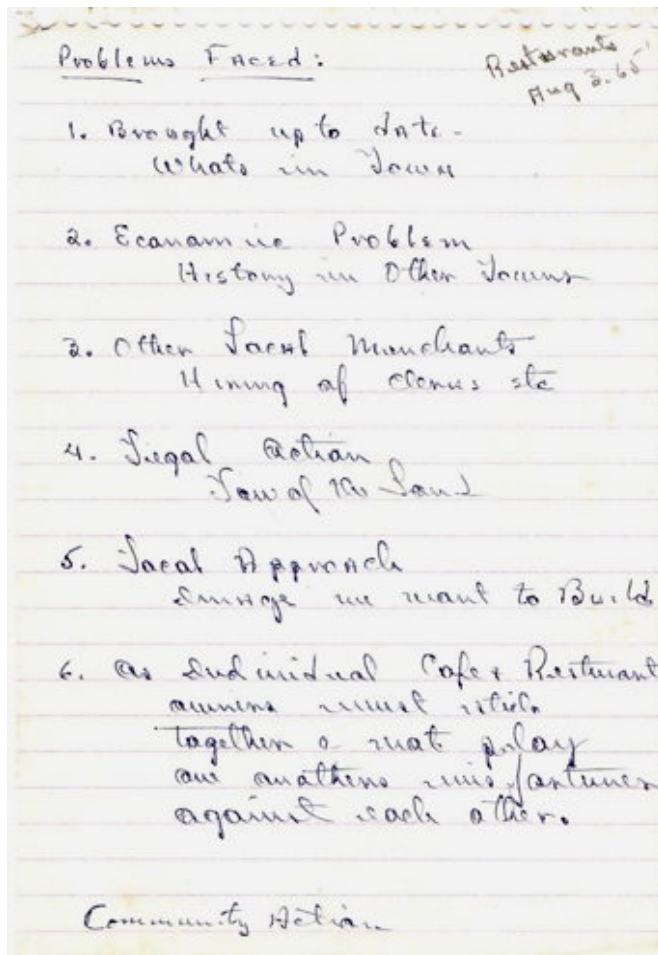 Problems Faced:
Restaurants
Aug 3. 65
1. Brought up to date -
Whats in Town
2. Economic Problem
History in Other Towns
3. Other Local Merchants
Hiring of Clerks etc
4. Legal Action
Law of the Land
5. Local Approach
Image we want to Build
6. As Individual Cafe & Resturant
owners must stick
together & not play
one anothers misfortunes
against each other.
Community Action